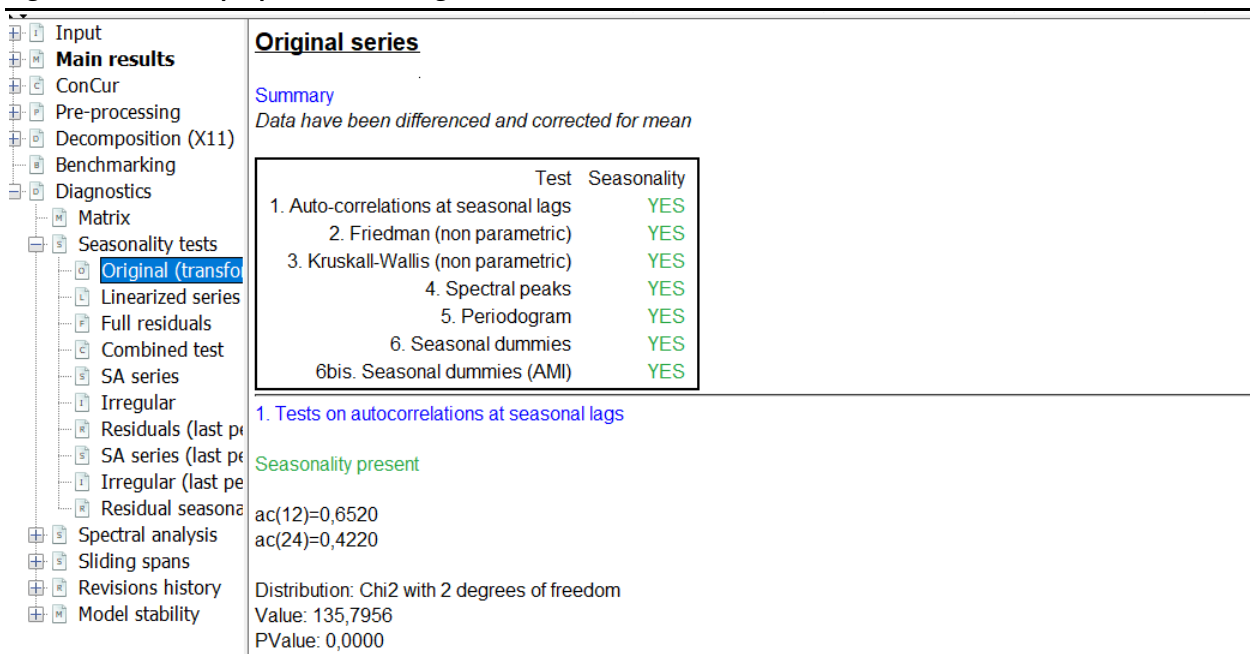 Input
Main results
ConCur
Pre-processing
Decomposition (X11)
Benchmarking
Diagnostics
Matrix
Seasonality tests
Original (transfo
Linearized series
Full residuals
Combined test
SA series
Irregular
Residuals (last pe
SA series (last pe
Irregular (last pe
Residual seasona
Spectral analysis
Sliding spans
Revisions history
Model stability
Original series
Summary
Data have been differenced and corrected for mean
Test Seasonality
1. Auto-correlations at seasonal lags YES
2. Friedman (non parametric) YES
3. Kruskall-Wallis (non parametric) YES
4. Spectral peaks YES
5. Periodogram YES
6. Seasonal dummies YES
6bis. Seasonal dummies (AMI) YES
1. Tests on autocorrelations at seasonal lags
Seasonality present
ac(12)=0,6520
ac(24)=0,4220
Distribution: Chi2 with 2 degrees of freedom
Value: 135,7956
PValue: 0,0000